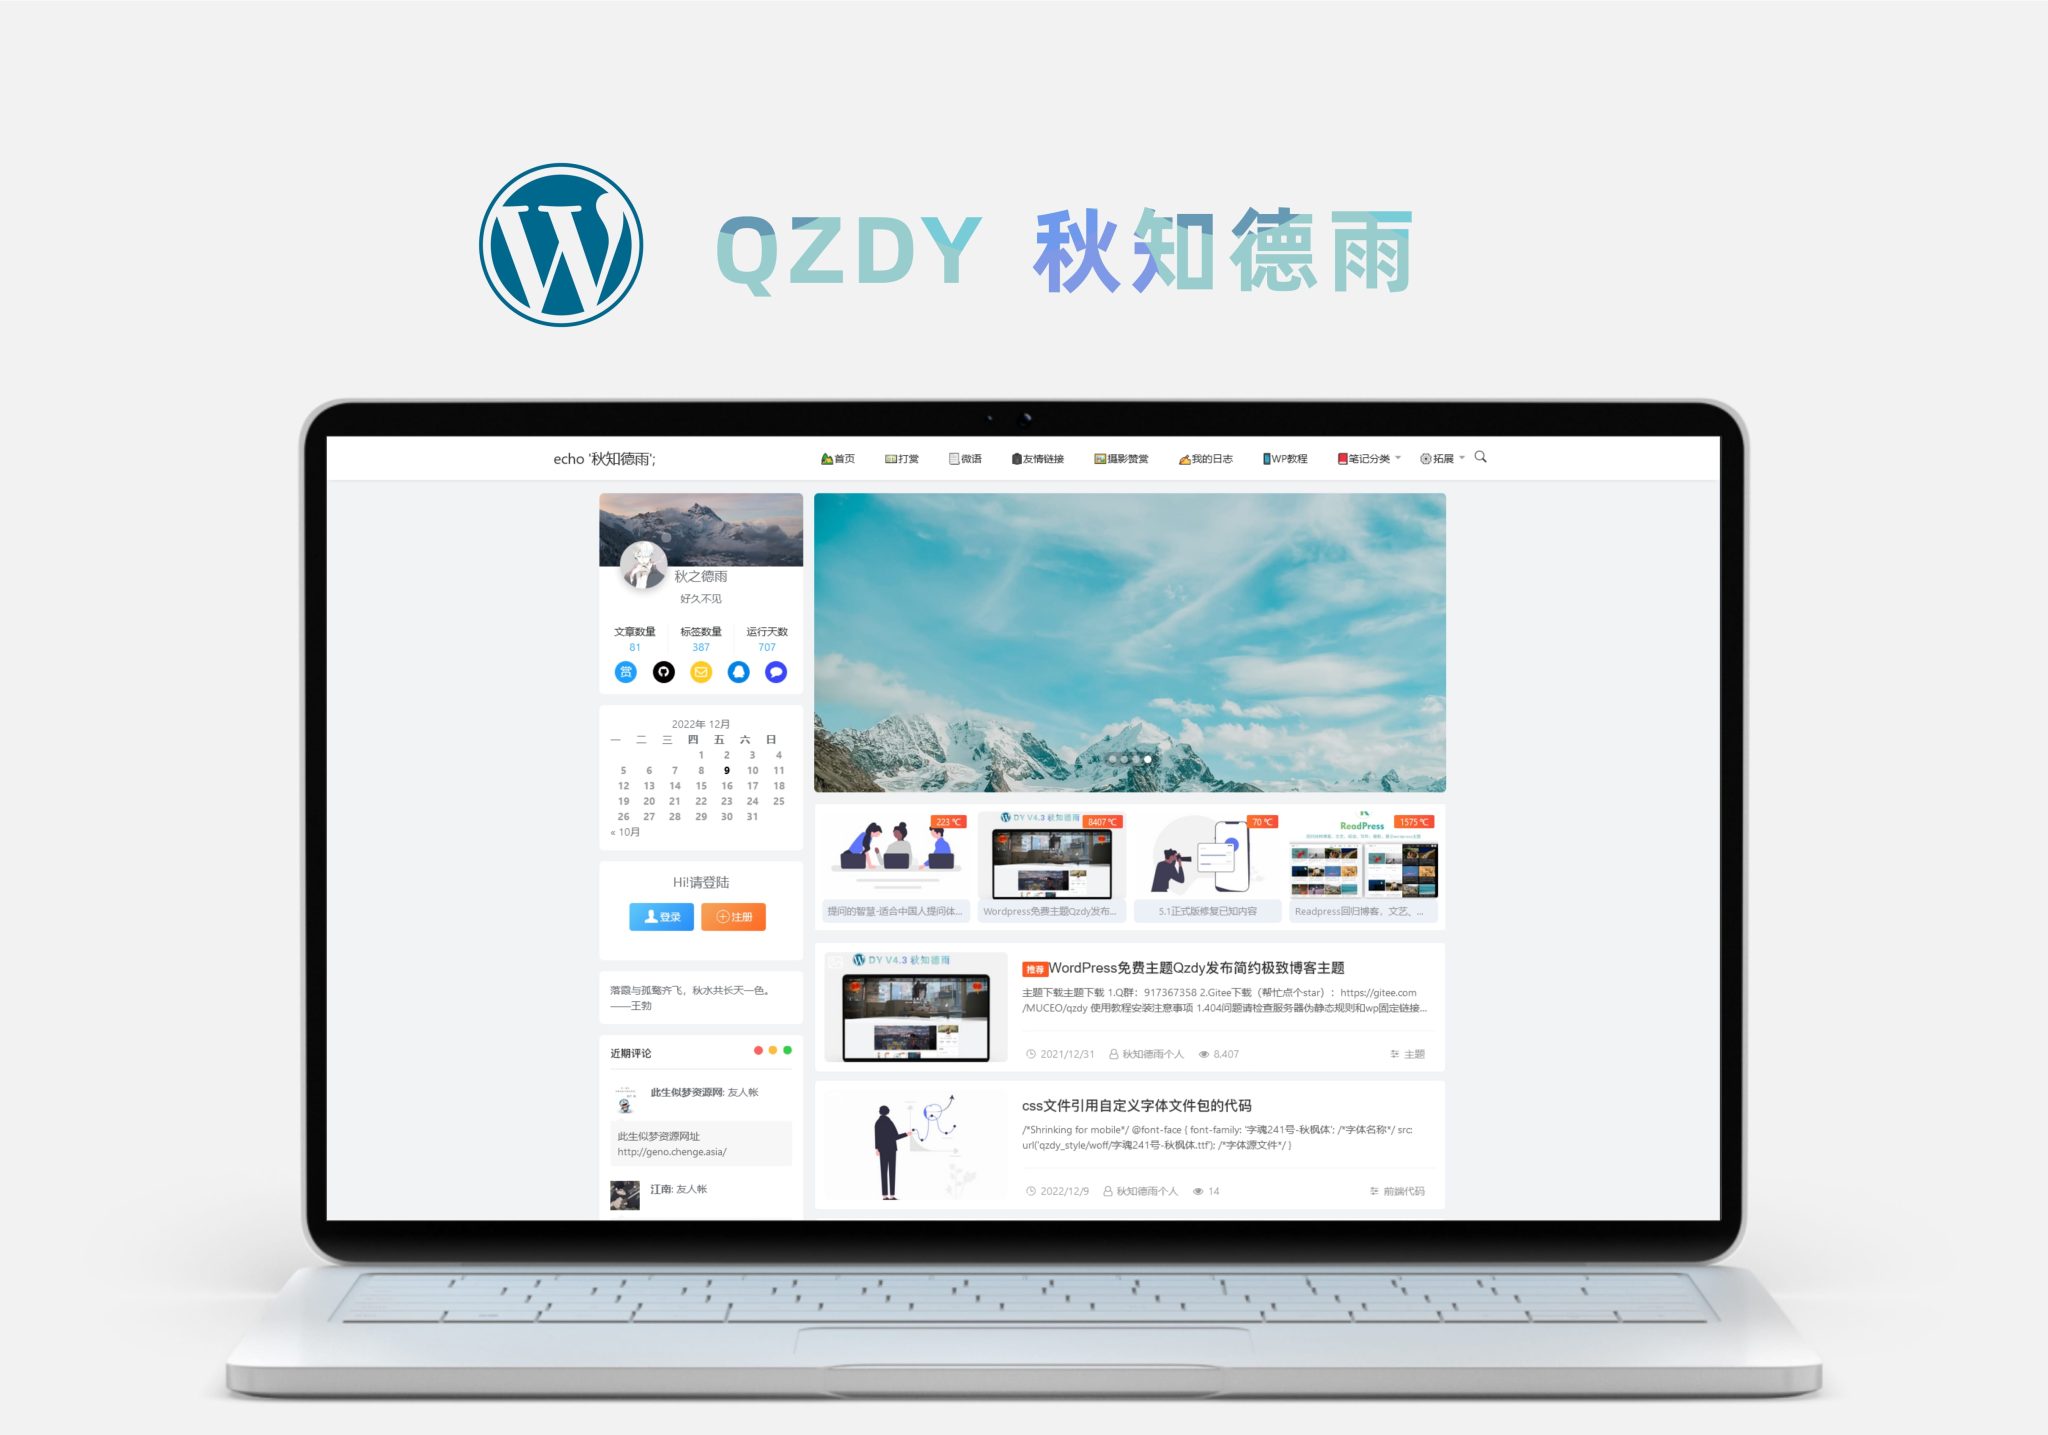 QZDY 秋知德雨
echo '秋知德雨';
首页 打赏 微语 友情链接 摄影赞赏 我的日志 WP教程 笔记分类 拓展
秋之德雨
好久不见
文章数量 标签数量 运行天数
81 387 707
赏
2022年 12月
一 二 三 四 五 六 日
1 2 3 4
5 6 7 8 9 10 11
12 13 14 15 16 17 18
19 20 21 22 23 24 25
26 27 28 29 30 31
« 10月
Hi!请登陆
登录 注册
落霞与孤鹜齐飞，秋水共长天一色。
——王勃
近期评论
此生似梦资源网: 友人帐
此生似梦资源网址
http://geno.chenge.asia/
江南: 友人帐
223 ℃
提问的智慧-适合中国人提问体...
DY V4.3 秋知德雨
8407 ℃
Wordpress免费主题Qzdy发布...
70 ℃
5.1正式版修复已知内容
1575 ℃
ReodPress
Readpress回归博客，文艺、...
DY V4.3 秋知德雨
推荐 WordPress免费主题Qzdy发布简约极致博客主题
主题下载主题下载 1.Q群：917367358 2.Gitee下载（帮忙点个star）：https://gitee.com
/MUCEO/qzdy 使用教程安装注意事项 1.404问题请检查服务器伪静态规则和wp固定链接...
2021/12/31 秋知德雨个人 8,407 主题
css文件引用自定义字体文件包的代码
/*Shrinking for mobile*/ @font-face { font-family: '字魂241号-秋枫体'; /*字体名称*/ src:
url('qzdy_style/woff/字魂241号-秋枫体.ttf'); /*字体源文件*/ }
2022/12/9 秋知德雨个人 14 前端代码